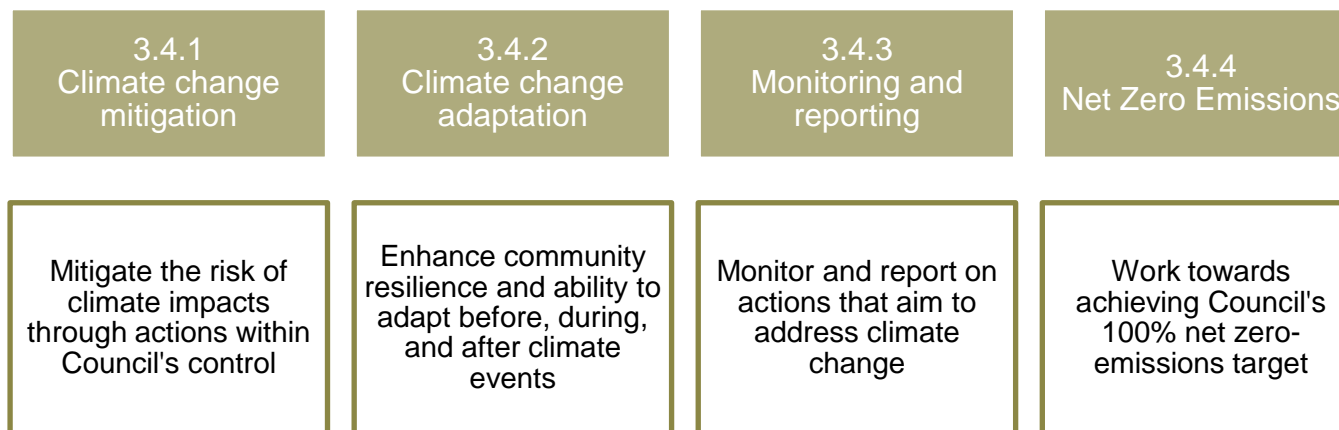 3.4.1
Climate change
mitigation
3.4.2
Climate change
adaptation
3.4.3
Monitoring and
reporting
3.4.4
Net Zero Emissions
Mitigate the risk of
climate impacts
through actions within
Council's control
Enhance community
resilience and ability to
adapt before, during,
and after climate
events
Monitor and report on
actions that aim to
address climate
change
Work towards
achieving Council's
100% net zero-
emissions target